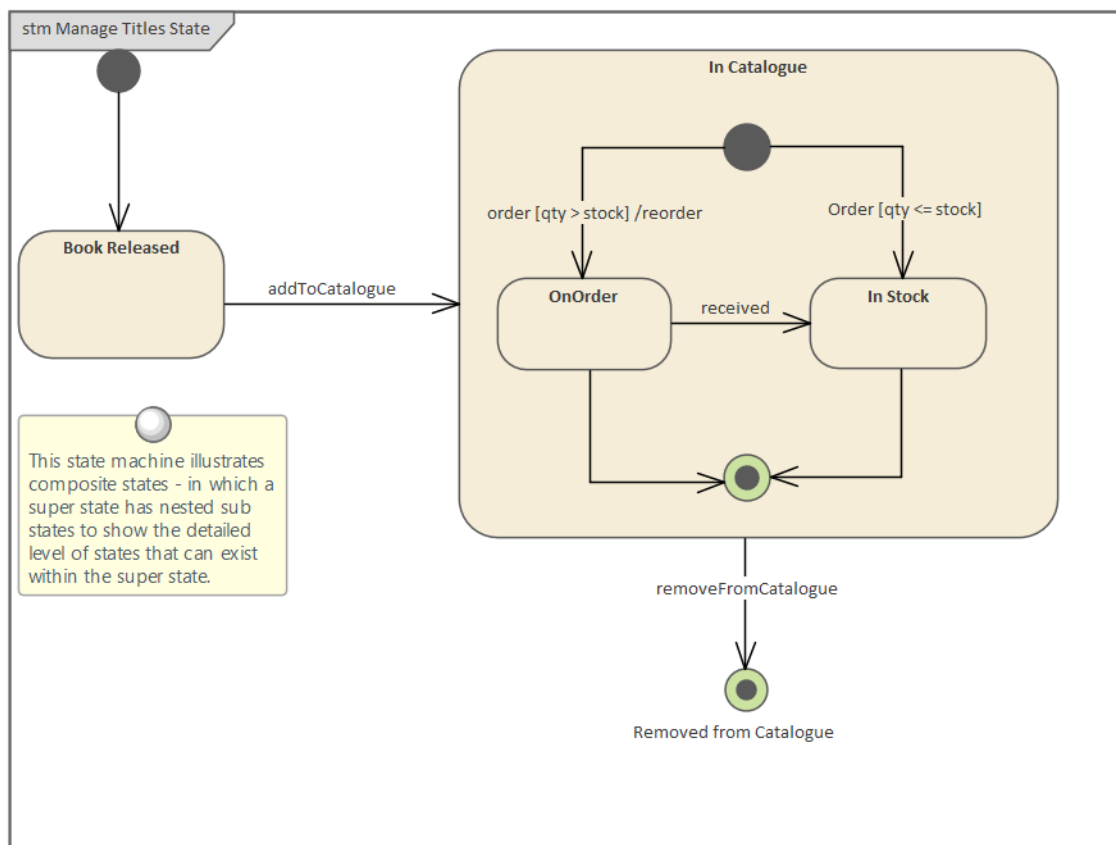 stm Manage Titles State
In Catalogue
order [qty > stock] /reorder
Order [qty <= stock]
Book Released
addToCatalogue
OnOrder
received
In Stock
This state machine illustrates
composite states - in which a
super state has nested sub
states to show the detailed
level of states that can exist
within the super state.
removeFromCatalogue
Removed from Catalogue